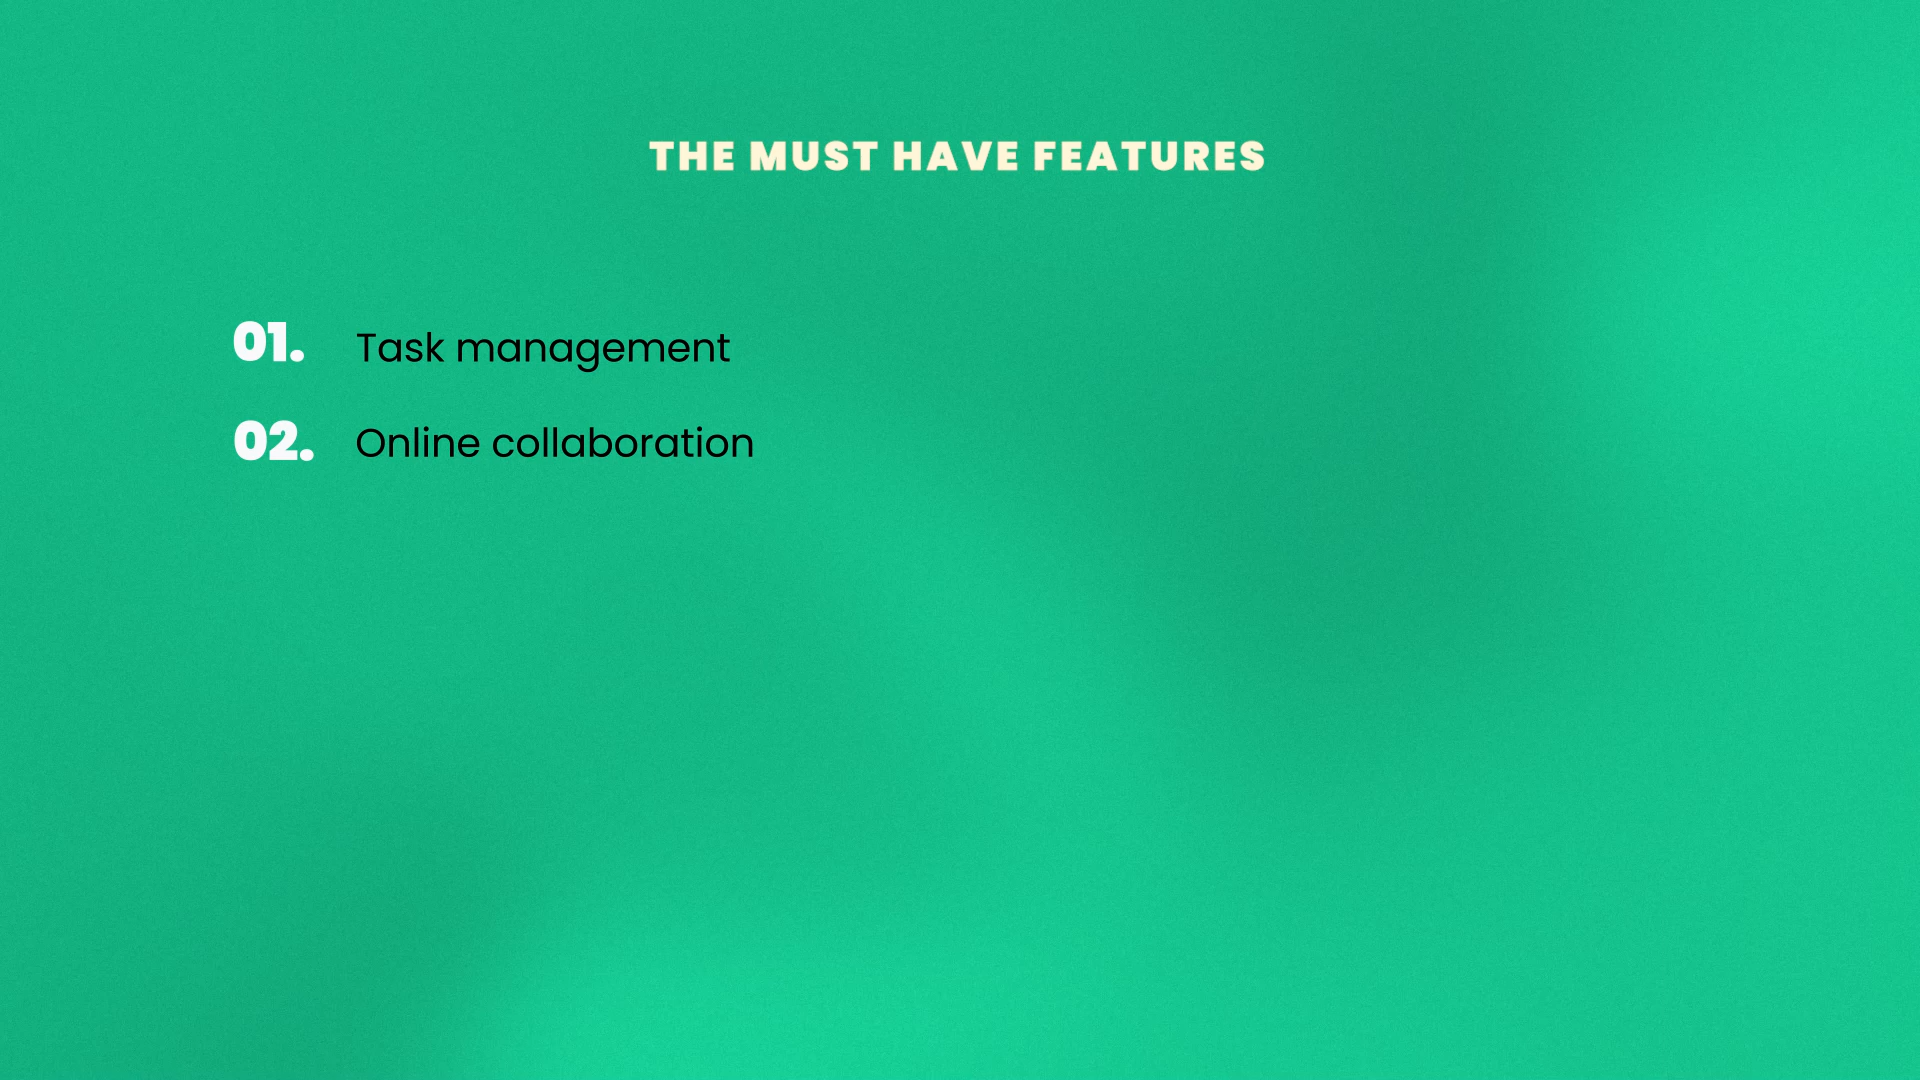 THE MUST HAVE FEATURES
01. Task management
02. Online collaboration